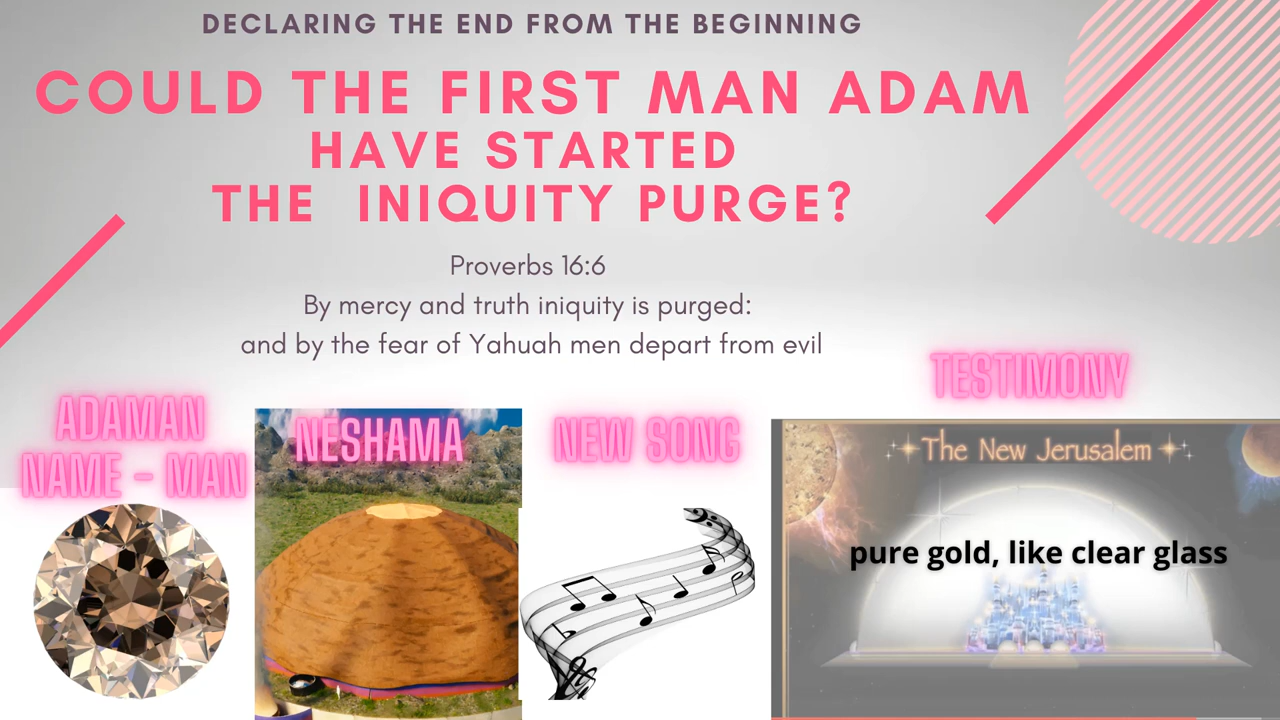 DECLARING THE END FROM THE BEGINNING
COULD THE FIRST MAN ADAM
HAVE STARTED
THE INIQUITY PURGE?
Proverbs 16:6
By mercy and truth iniquity is purged:
and by the fear of Yahuah men depart from evil
TESTIMONY
ADAMAN
NAME - MAN
NESHAMA
NEW SONG
The New Jerusalem
pure gold, like clear glass